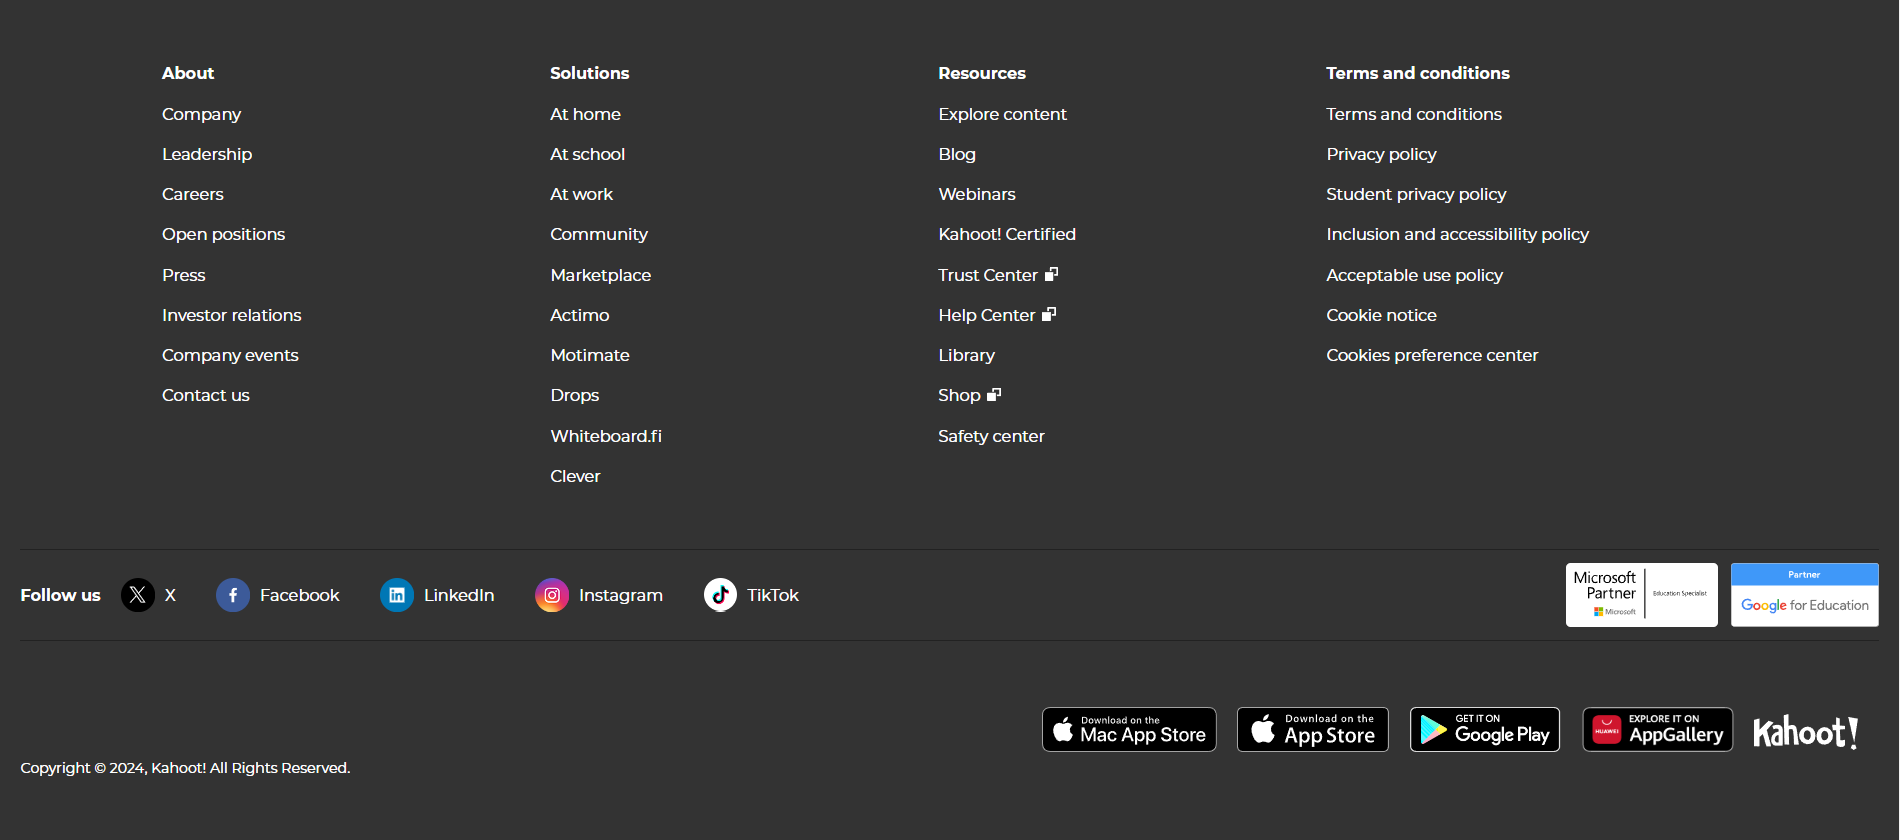 About
Company
Leadership
Careers
Open positions
Press
Investor relations
Company events
Contact us
Solutions
At home
At school
At work
Community
Marketplace
Actimo
Motimate
Drops
Whiteboard.fi
Clever
Resources
Explore content
Blog
Webinars
Kahoot! Certified
Trust Center
Help Center
Library
Shop
Safety center
Terms and conditions
Terms and conditions
Privacy policy
Student privacy policy
Inclusion and accessibility policy
Acceptable use policy
Cookie notice
Cookies preference center
Follow us
X
Facebook
LinkedIn
Instagram
TikTok
Microsoft
Partner
Microsoft
Education Specialist
Partner
Google for Education
Download on the
Mac App Store
Download on the
App Store
GET IT ON
Google Play
HUAWEI
EXPLORE IT ON
AppGallery
Kahoot!
Copyright © 2024, Kahoot! All Rights Reserved.